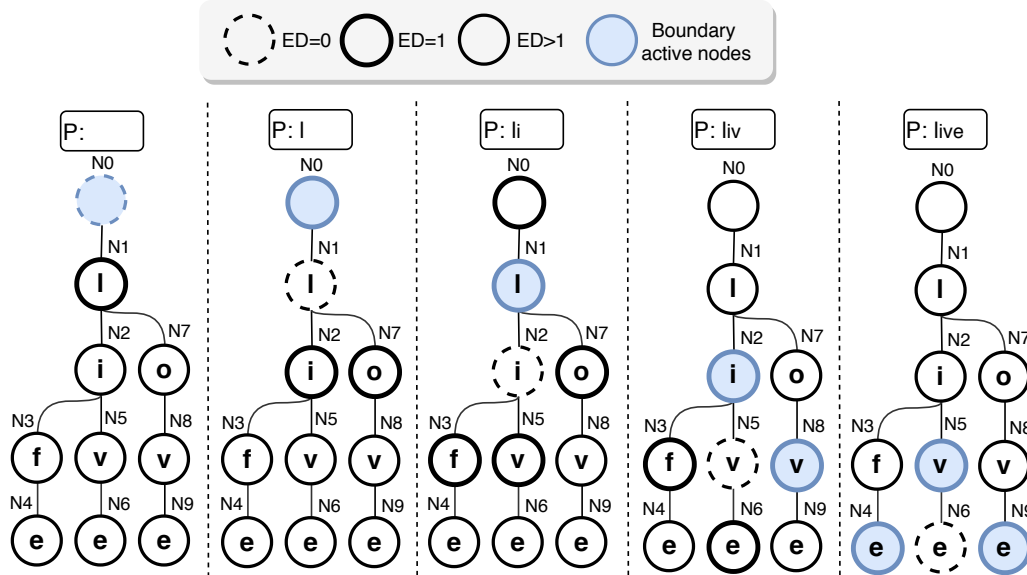 ED=0 ED=1 ED>1 Boundary active nodes
P:
N0
N1
l
N2 N7
i o
N3 N5 N8
f v v
N4 N6 N9
e e e
P: l
N0
N1
l
N2 N7
i o
N3 N5 N8
f v v
N4 N6 N9
e e e
P: li
N0
N1
l
N2 N7
i o
N3 N5 N8
f v v
N4 N6 N9
e e e
P: liv
N0
N1
l
N2 N7
i o
N3 N5 N8
f v v
N4 N6 N9
e e e
P: live
N0
N1
l
N2 N7
i o
N3 N5 N8
f v v
N4 N6 N9
e e e